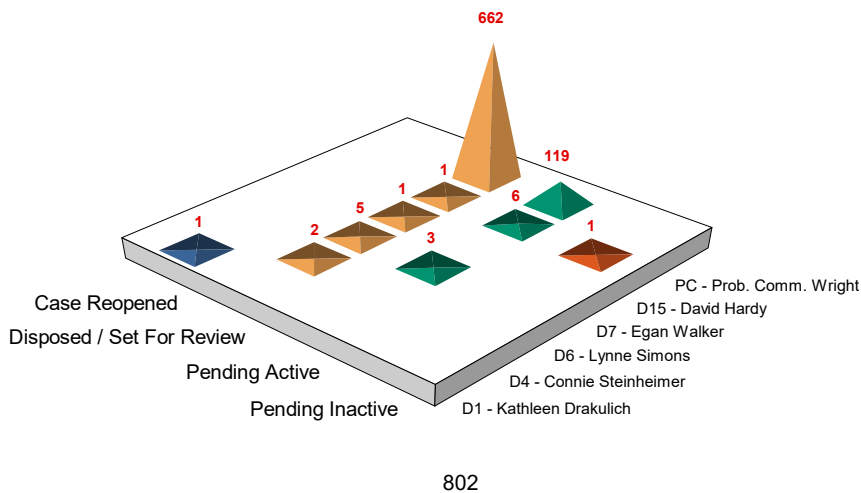 662
119
1
1
6
5
1
2
3
1
Case Reopened
Disposed / Set For Review
Pending Active
Pending Inactive
PC - Prob. Comm. Wright
D15 - David Hardy
D7 - Egan Walker
D6 - Lynne Simons
D4 - Connie Steinheimer
D1 - Kathleen Drakulich
802